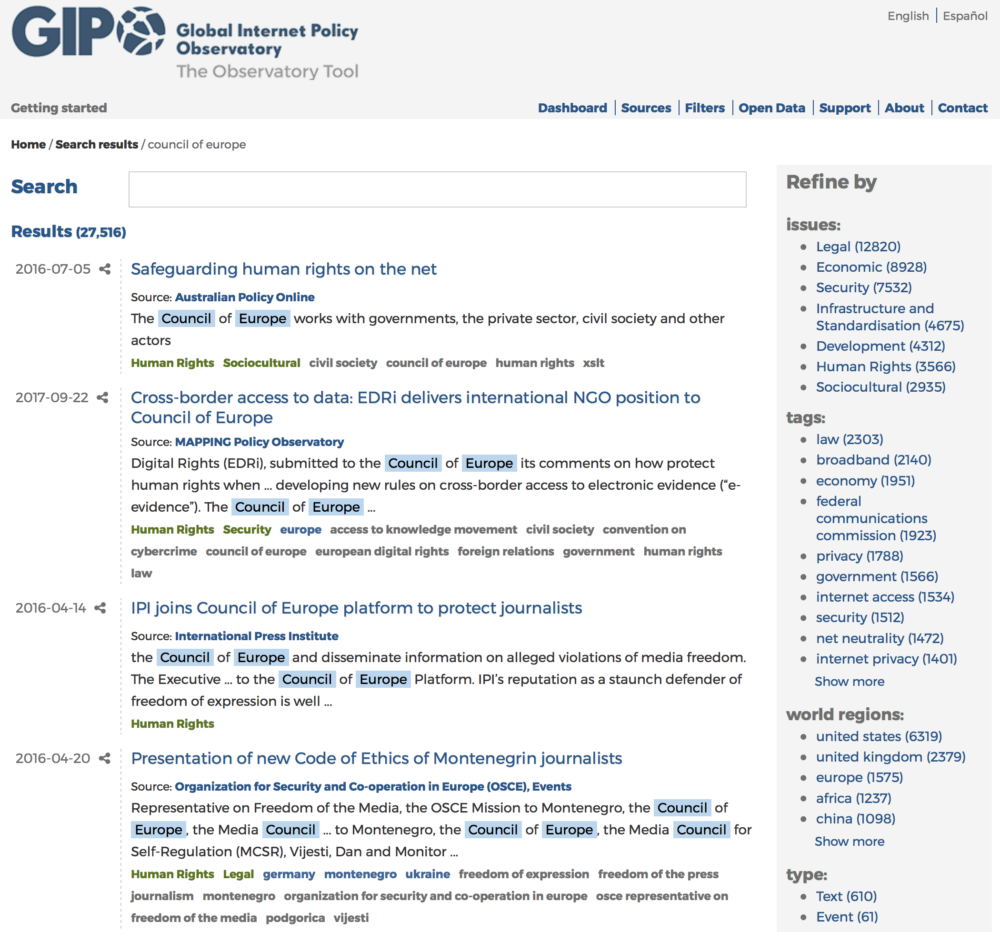 GIPO
Global Internet Policy
Observatory
The Observatory Tool
English | Español
Getting started
Dashboard | Sources | Filters | Open Data | Support | About | Contact
Home / Search results / council of europe
Search
Results (27,516)
2016-07-05 Safeguarding human rights on the net
Source: Australian Policy Online
The Council of Europe works with governments, the private sector, civil society and other
actors
Human Rights Sociocultural civil society council of europe human rights xslt
2017-09-22 Cross-border access to data: EDRi delivers international NGO position to
Council of Europe
Source: MAPPING Policy Observatory
Digital Rights (EDRi), submitted to the Council of Europe its comments on how protect
human rights when ... developing new rules on cross-border access to electronic evidence (“e-
evidence”). The Council of Europe ...
Human Rights Security europe access to knowledge movement civil society convention on
cybercrime council of europe european digital rights foreign relations government human rights
law
2016-04-14 IPI joins Council of Europe platform to protect journalists
Source: International Press Institute
the Council of Europe and disseminate information on alleged violations of media freedom.
The Executive ... to the Council of Europe Platform. IPI’s reputation as a staunch defender of
freedom of expression is well ...
Human Rights
2016-04-20 Presentation of new Code of Ethics of Montenegrin journalists
Source: Organization for Security and Co-operation in Europe (OSCE), Events
Representative on Freedom of the Media, the OSCE Mission to Montenegro, the Council of
Europe, the Media Council ... to Montenegro, the Council of Europe, the Media Council for
Self-Regulation (MCSR), Vijesti, Dan and Monitor ...
Human Rights Legal germany montenegro ukraine freedom of expression freedom of the press
journalism montenegro organization for security and co-operation in europe osce representative on
freedom of the media podgorica vijesti
Refine by
issues:
Legal (12820)
Economic (8928)
Security (7532)
Infrastructure and
Standardisation (4675)
Development (4312)
Human Rights (3566)
Sociocultural (2935)
tags:
law (2303)
broadband (2140)
economy (1951)
federal
communications
commission (1923)
privacy (1788)
government (1566)
internet access (1534)
security (1512)
net neutrality (1472)
internet privacy (1401)
Show more
world regions:
united states (6319)
united kingdom (2379)
europe (1575)
africa (1237)
china (1098)
Show more
type:
Text (610)
Event (61)